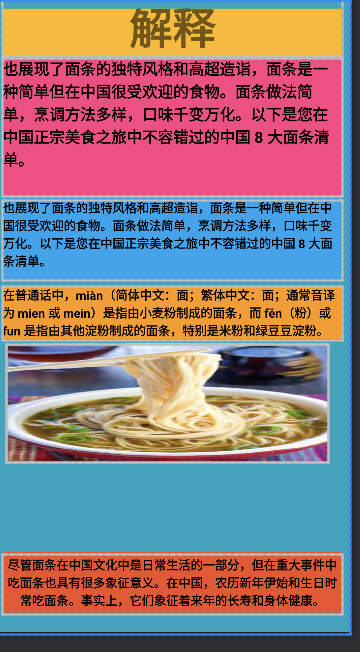 解释
也展现了面条的独特风格和高超造诣，面条是一
种简单但在中国很受欢迎的食物。面条做法简
单，烹调方法多样，口味千变万化。以下是您在
中国正宗美食之旅中不容错过的中国 8 大面条清
单。
也展现了面条的独特风格和高超造诣，面条是一种简单但在中
国很受欢迎的食物。面条做法简单，烹调方法多样，口味千变
万化。以下是您在中国正宗美食之旅中不容错过的中国 8 大面
条清单。
在普通话中，miàn（简体中文：面；繁体中文：面；通常音译
为 mien 或 mein）是指由小麦粉制成的面条，而 fěn（粉）或
fun 是指由其他淀粉制成的面条，特别是米粉和绿豆豆淀粉。
尽管面条在中国文化中是日常生活的一部分，但在重大事件中
吃面条也具有很多象征意义。在中国，农历新年伊始和生日时
常吃面条。事实上，它们象征着来年的长寿和身体健康。